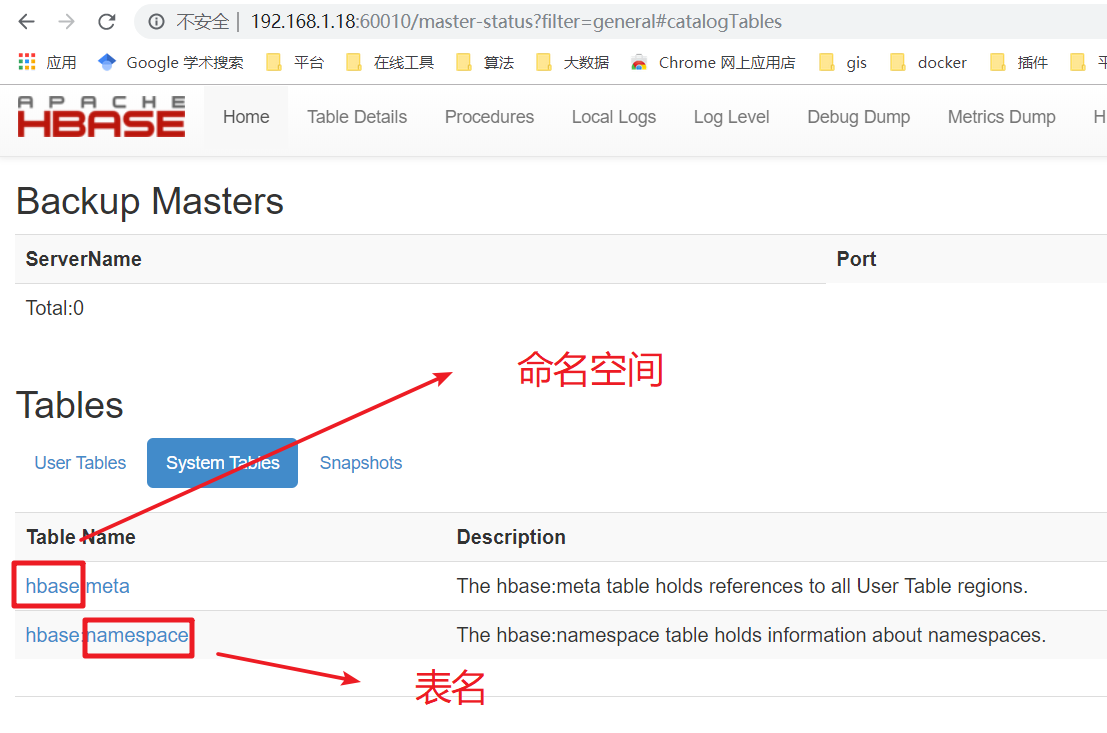 不安全 | 192.168.1.18:60010/master-status?filter=general#catalogTables
应用 Google 学术搜索 平台 在线工具 算法 大数据 Chrome 网上应用店 gis docker 插件
APACHE
HBASE
Home Table Details Procedures Local Logs Log Level Debug Dump Metrics Dump H
Backup Masters
ServerName Port
Total:0
命名空间
Tables
User Tables System Tables Snapshots
Table Name Description
hbase:meta The hbase:meta table holds references to all User Table regions.
hbase:namespace The hbase:namespace table holds information about namespaces.
表名